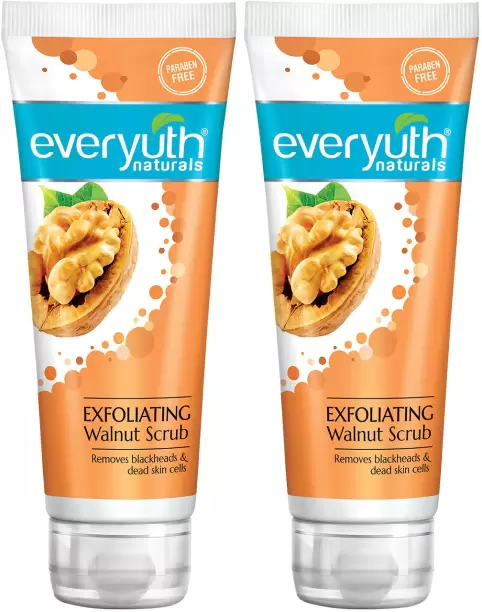 PARABEN
FREE
everyuth®
naturals
EXFOLIATING
Walnut Scrub
Removes blackheads &
dead skin cells
PARABEN
FREE
everyuth®
naturals
EXFOLIATING
Walnut Scrub
Removes blackheads &
dead skin cells